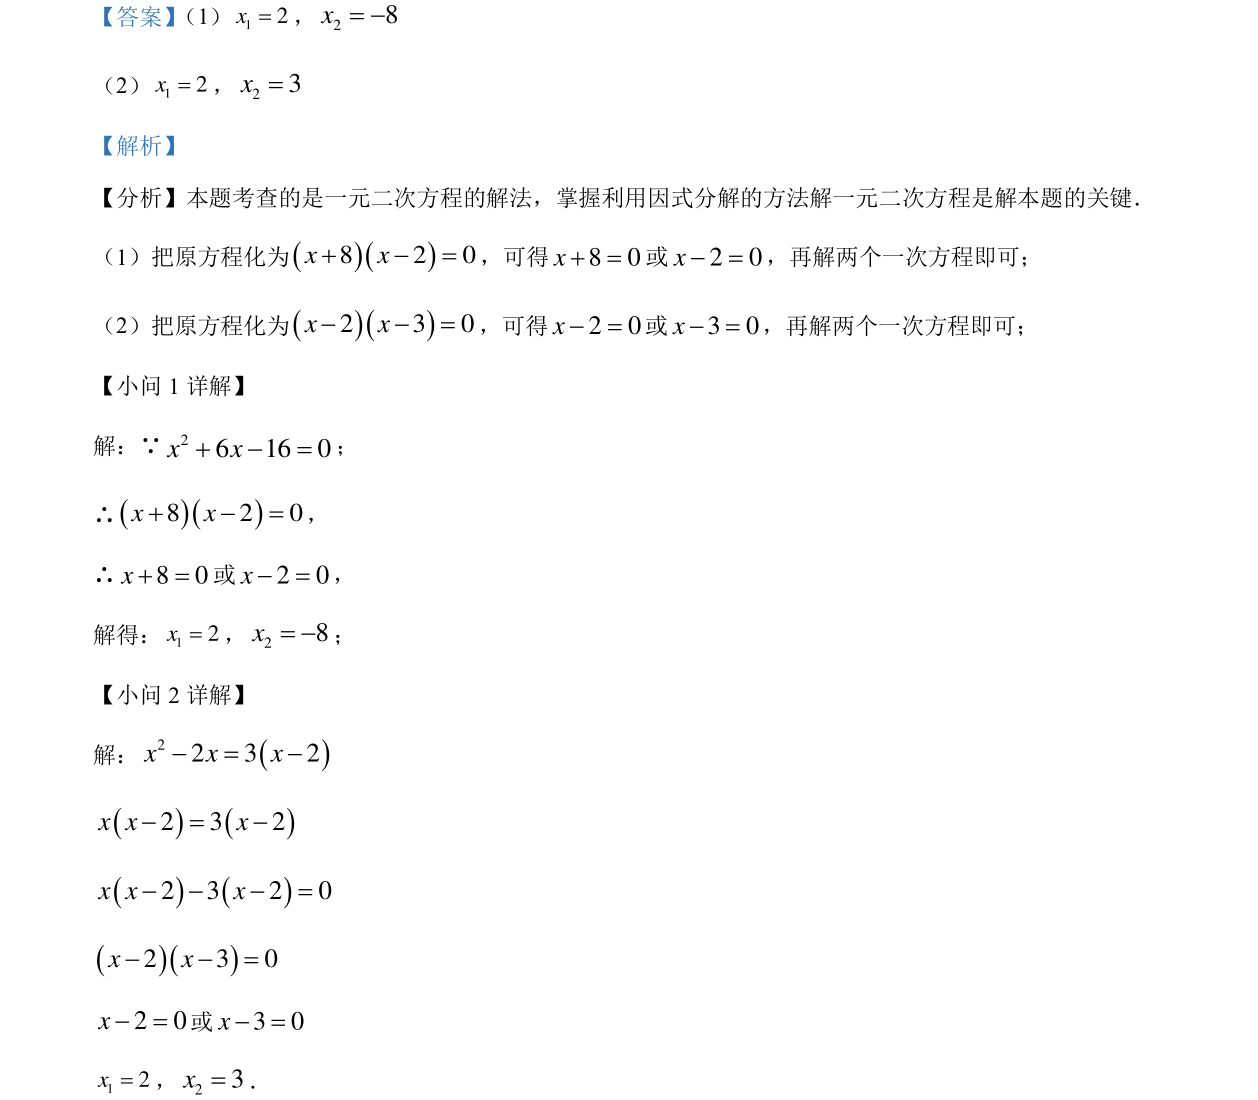 【答案】（1）x₁ = 2，x₂ = −8
（2）x₁ = 2，x₂ = 3
【解析】
【分析】本题考查的是一元二次方程的解法，掌握利用因式分解的方法解一元二次方程是解本题的关键．
（1）把原方程化为(x+8)(x−2)=0，可得x+8=0或x−2=0，再解两个一次方程即可；
（2）把原方程化为(x−2)(x−3)=0，可得x−2=0或x−3=0，再解两个一次方程即可；
【小问 1 详解】
解：∵x²+6x−16=0；
∴(x+8)(x−2)=0，
∴x+8=0或x−2=0，
解得：x₁=2，x₂=−8；
【小问 2 详解】
解：x²−2x=3(x−2)
x(x−2)=3(x−2)
x(x−2)−3(x−2)=0
(x−2)(x−3)=0
x−2=0或x−3=0
x₁=2，x₂=3．